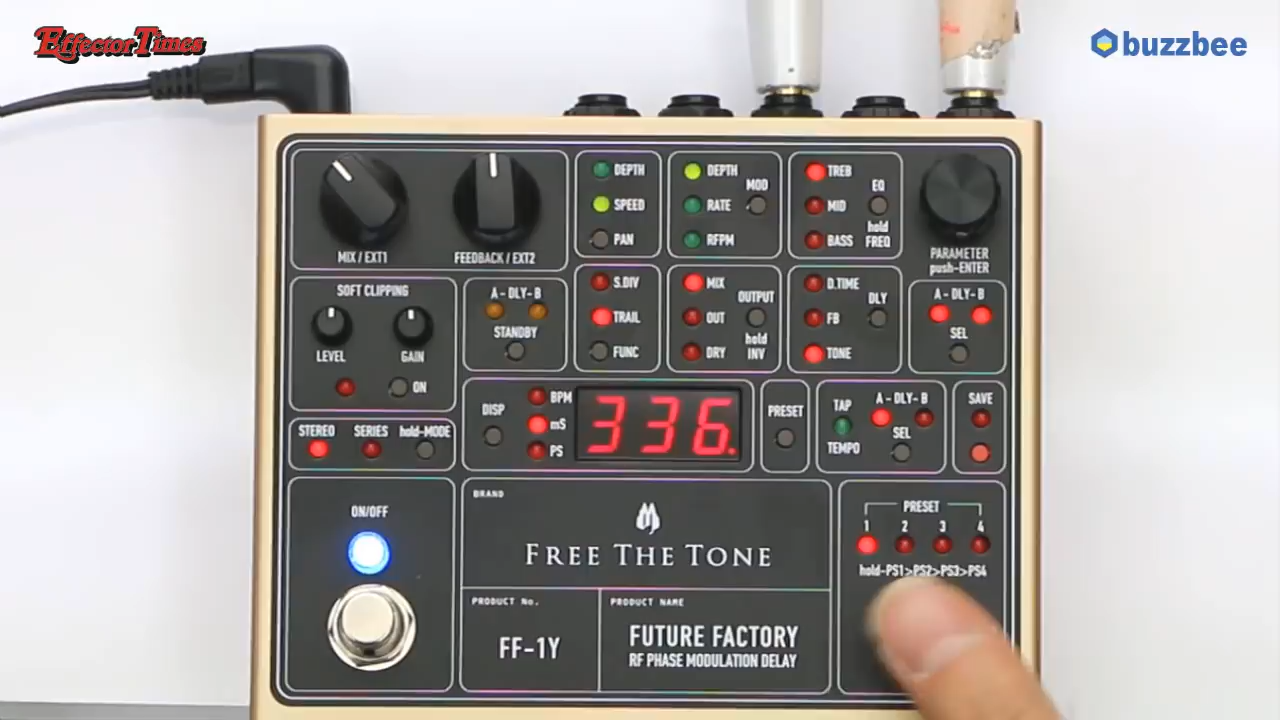 Effector Times
buzzbee
MIX / EXT1
FEEDBACK / EXT2
DEPTH
SPEED
PAN
DEPTH
RATE
RFPM
MOD
TREB
MID
BASS
EQ
hold
FREQ
PARAMETER
push-ENTER
SOFT CLIPPING
LEVEL
GAIN
ON
A - DLY - B
STANDBY
S.DIV
TRAIL
FUNC
MIX
OUT
DRY
OUTPUT
hold
INV
D.TIME
FB
TONE
DLY
A - DLY - B
SEL
STEREO
SERIES
hold-MODE
DISP
BPM
mS
PS
336.
PRESET
TAP
TEMPO
A - DLY - B
SEL
SAVE
ON/OFF
BRAND
FREE THE TONE
PRODUCT No.
FF-1Y
PRODUCT NAME
FUTURE FACTORY
RF PHASE MODULATION DELAY
PRESET
1 2 3 4
hold-PS1>PS2>PS3>PS4